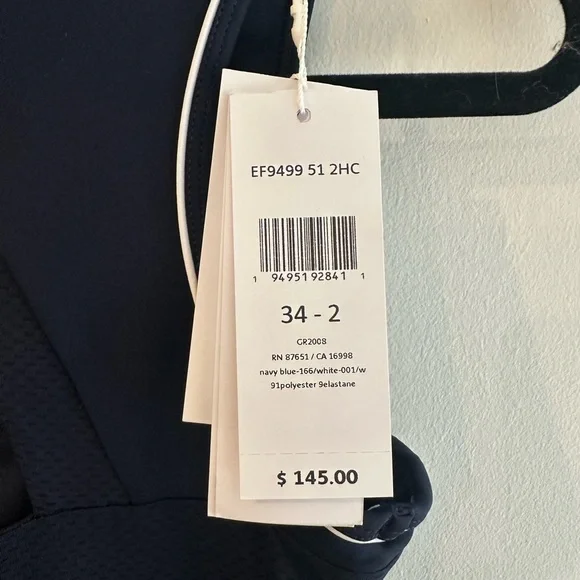 EF9499 51 2HC
1 94951 92841 1
34 - 2
GR2008
RN 87651 / CA 16998
navy blue-166/white-001/w
91polyester 9elastane
$ 145.00